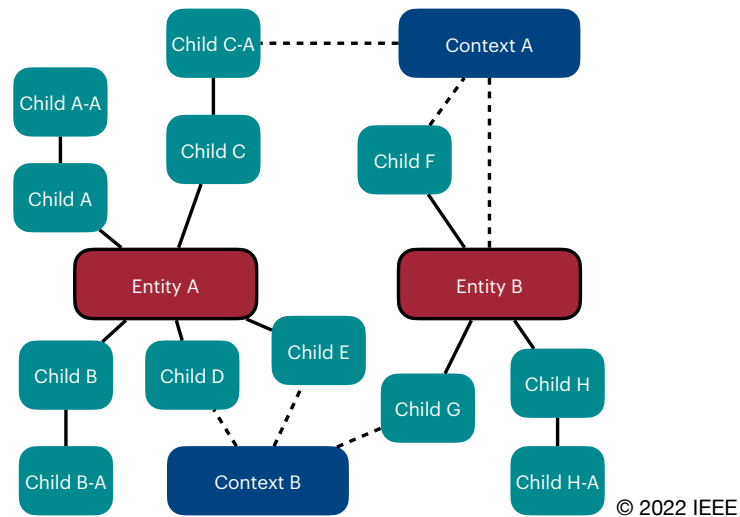 Child C-A
Context A
Child A-A
Child C
Child F
Child A
Entity A
Entity B
Child E
Child B
Child D
Child H
Child G
Child B-A
Context B
Child H-A
© 2022 IEEE